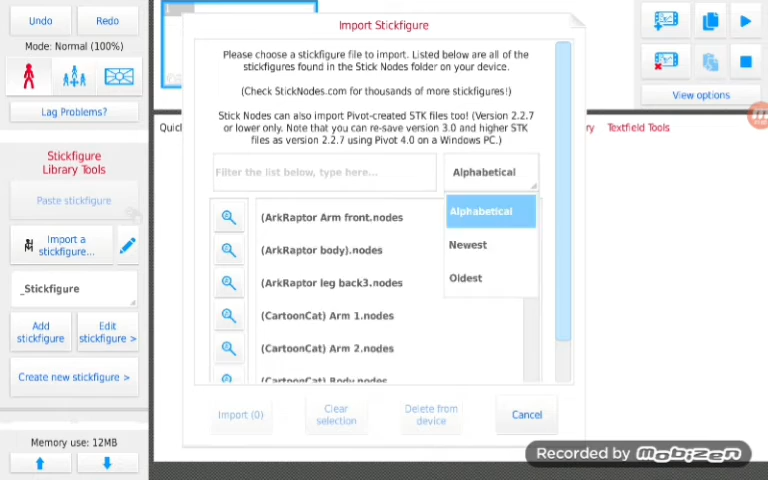 Undo
Redo
Mode: Normal (100%)
Lag Problems?
Stickfigure
Library Tools
Paste stickfigure
Import a
stickfigure...
_Stickfigure
Add
stickfigure
Edit
stickfigure >
Create new stickfigure >
Memory use: 12MB
Import Stickfigure
Please choose a stickfigure file to import. Listed below are all of the
stickfigures found in the Stick Nodes folder on your device.
(Check StickNodes.com for thousands of more stickfigures!)
Stick Nodes can also import Pivot-created STK files too! (Version 2.2.7
or lower only. Note that you can re-save version 3.0 and higher STK
files as version 2.2.7 using Pivot 4.0 on a Windows PC.)
Filter the list below, type here...
Alphabetical
Alphabetical
Newest
Oldest
(ArkRaptor Arm front.nodes
(ArkRaptor body).nodes
(ArkRaptor leg back3.nodes
(CartoonCat) Arm 1.nodes
(CartoonCat) Arm 2.nodes
(CartoonCat) Body.nodes
Import (0)
Clear
selection
Delete from
device
Cancel
View options
Quic
ry
Textfield Tools
Recorded by Mobizen